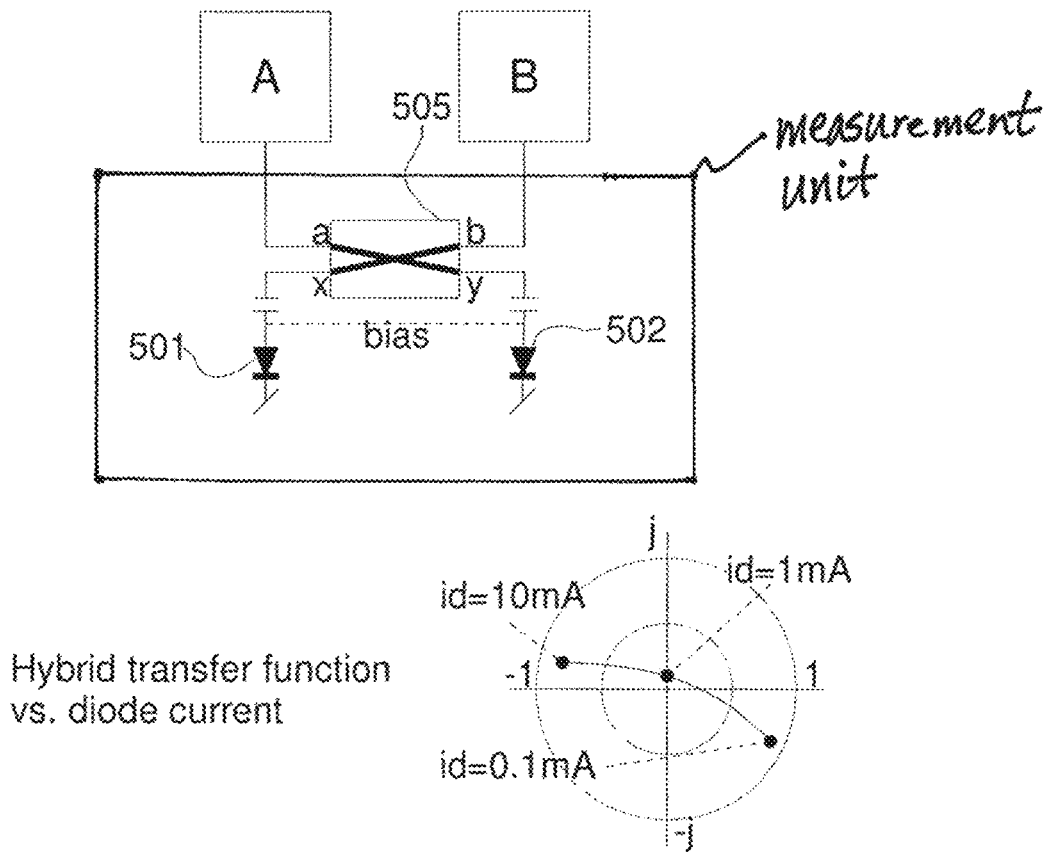 A
B
505
measurement
unit
a
b
x
y
501
bias
502
j
id=1mA
id=10mA
Hybrid transfer function
vs. diode current
-1
1
id=0.1mA
-j